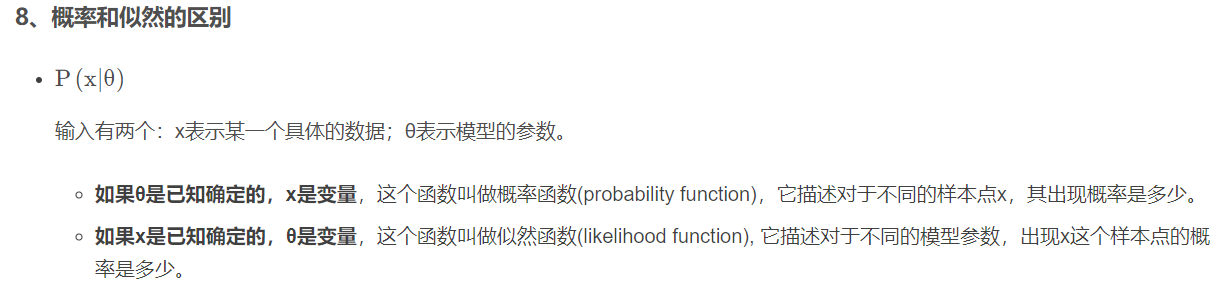 8、概率和似然的区别
P (x|θ)
输入有两个：x表示某一个具体的数据；θ表示模型的参数。
如果θ是已知确定的，x是变量，这个函数叫做概率函数(probability function)，它描述对于不同的样本点x，其出现概率是多少。
如果x是已知确定的，θ是变量，这个函数叫做似然函数(likelihood function), 它描述对于不同的模型参数，出现x这个样本点的概
率是多少。